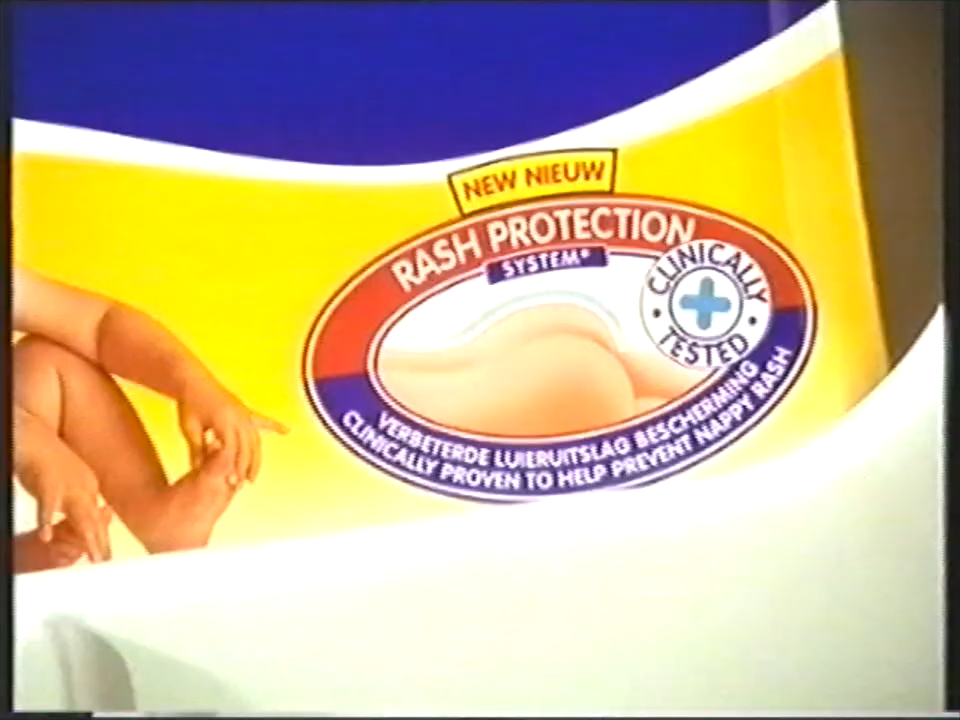 NEW NIEUW
RASH PROTECTION
SYSTEM*
CLINICALLY
TESTED
VERBETERDE LUIERUITSLAG BESCHERMING
CLINICALLY PROVEN TO HELP PREVENT NAPPY RASH